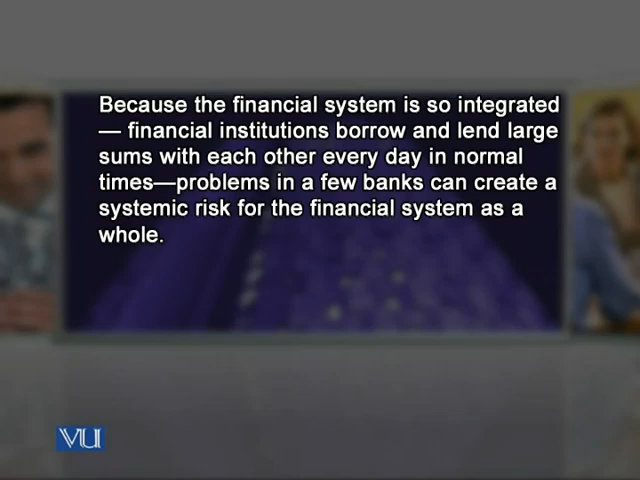 Because the financial system is so integrated
— financial institutions borrow and lend large
sums with each other every day in normal
times—problems in a few banks can create a
systemic risk for the financial system as a
whole.
VU